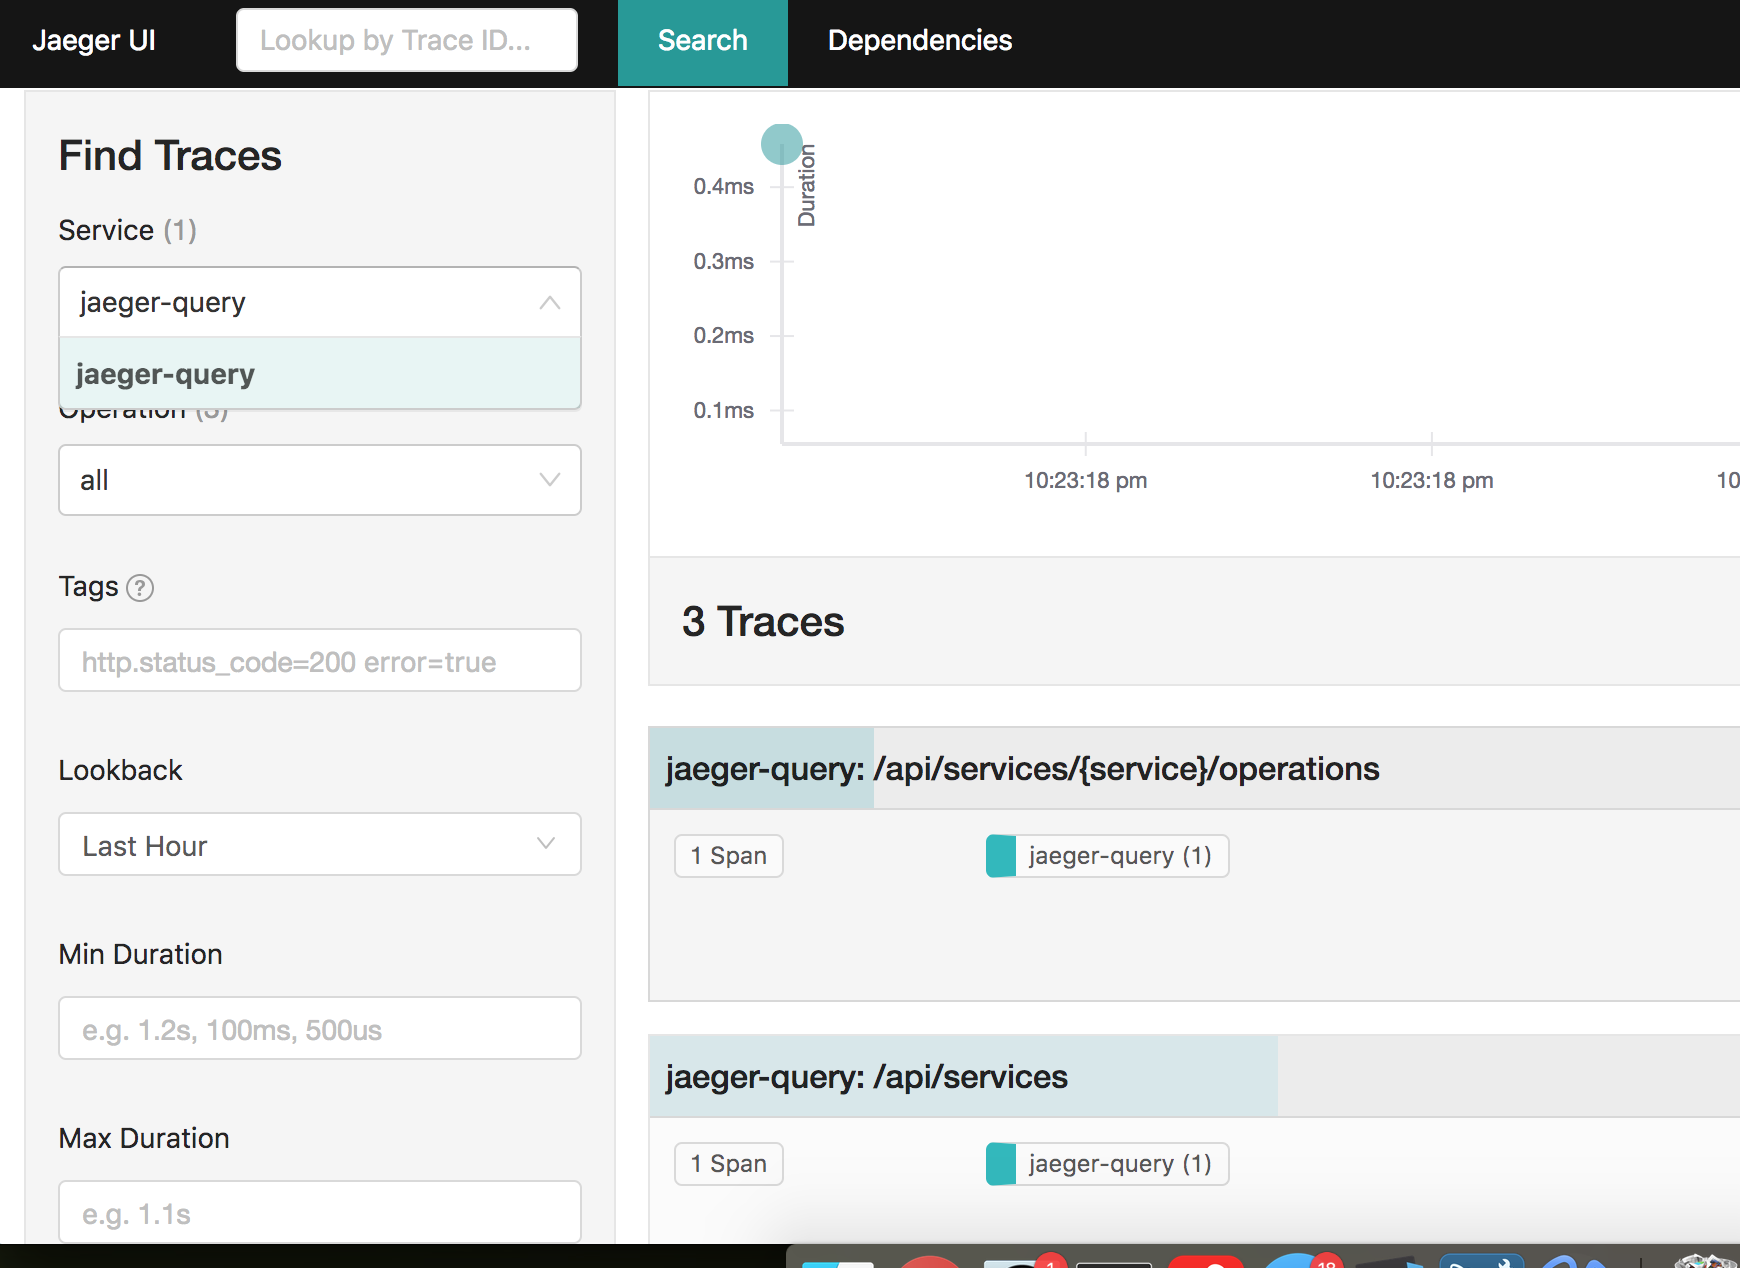 Jaeger UI
Lookup by Trace ID...
Search
Dependencies
Find Traces
Service (1)
jaeger-query
jaeger-query
Operation (3)
all
Tags ?
http.status_code=200 error=true
Lookback
Last Hour
Min Duration
e.g. 1.2s, 100ms, 500us
Max Duration
e.g. 1.1s
Duration
0.4ms
0.3ms
0.2ms
0.1ms
10:23:18 pm
10:23:18 pm
10
3 Traces
jaeger-query: /api/services/{service}/operations
1 Span
jaeger-query (1)
jaeger-query: /api/services
1 Span
jaeger-query (1)
1
18